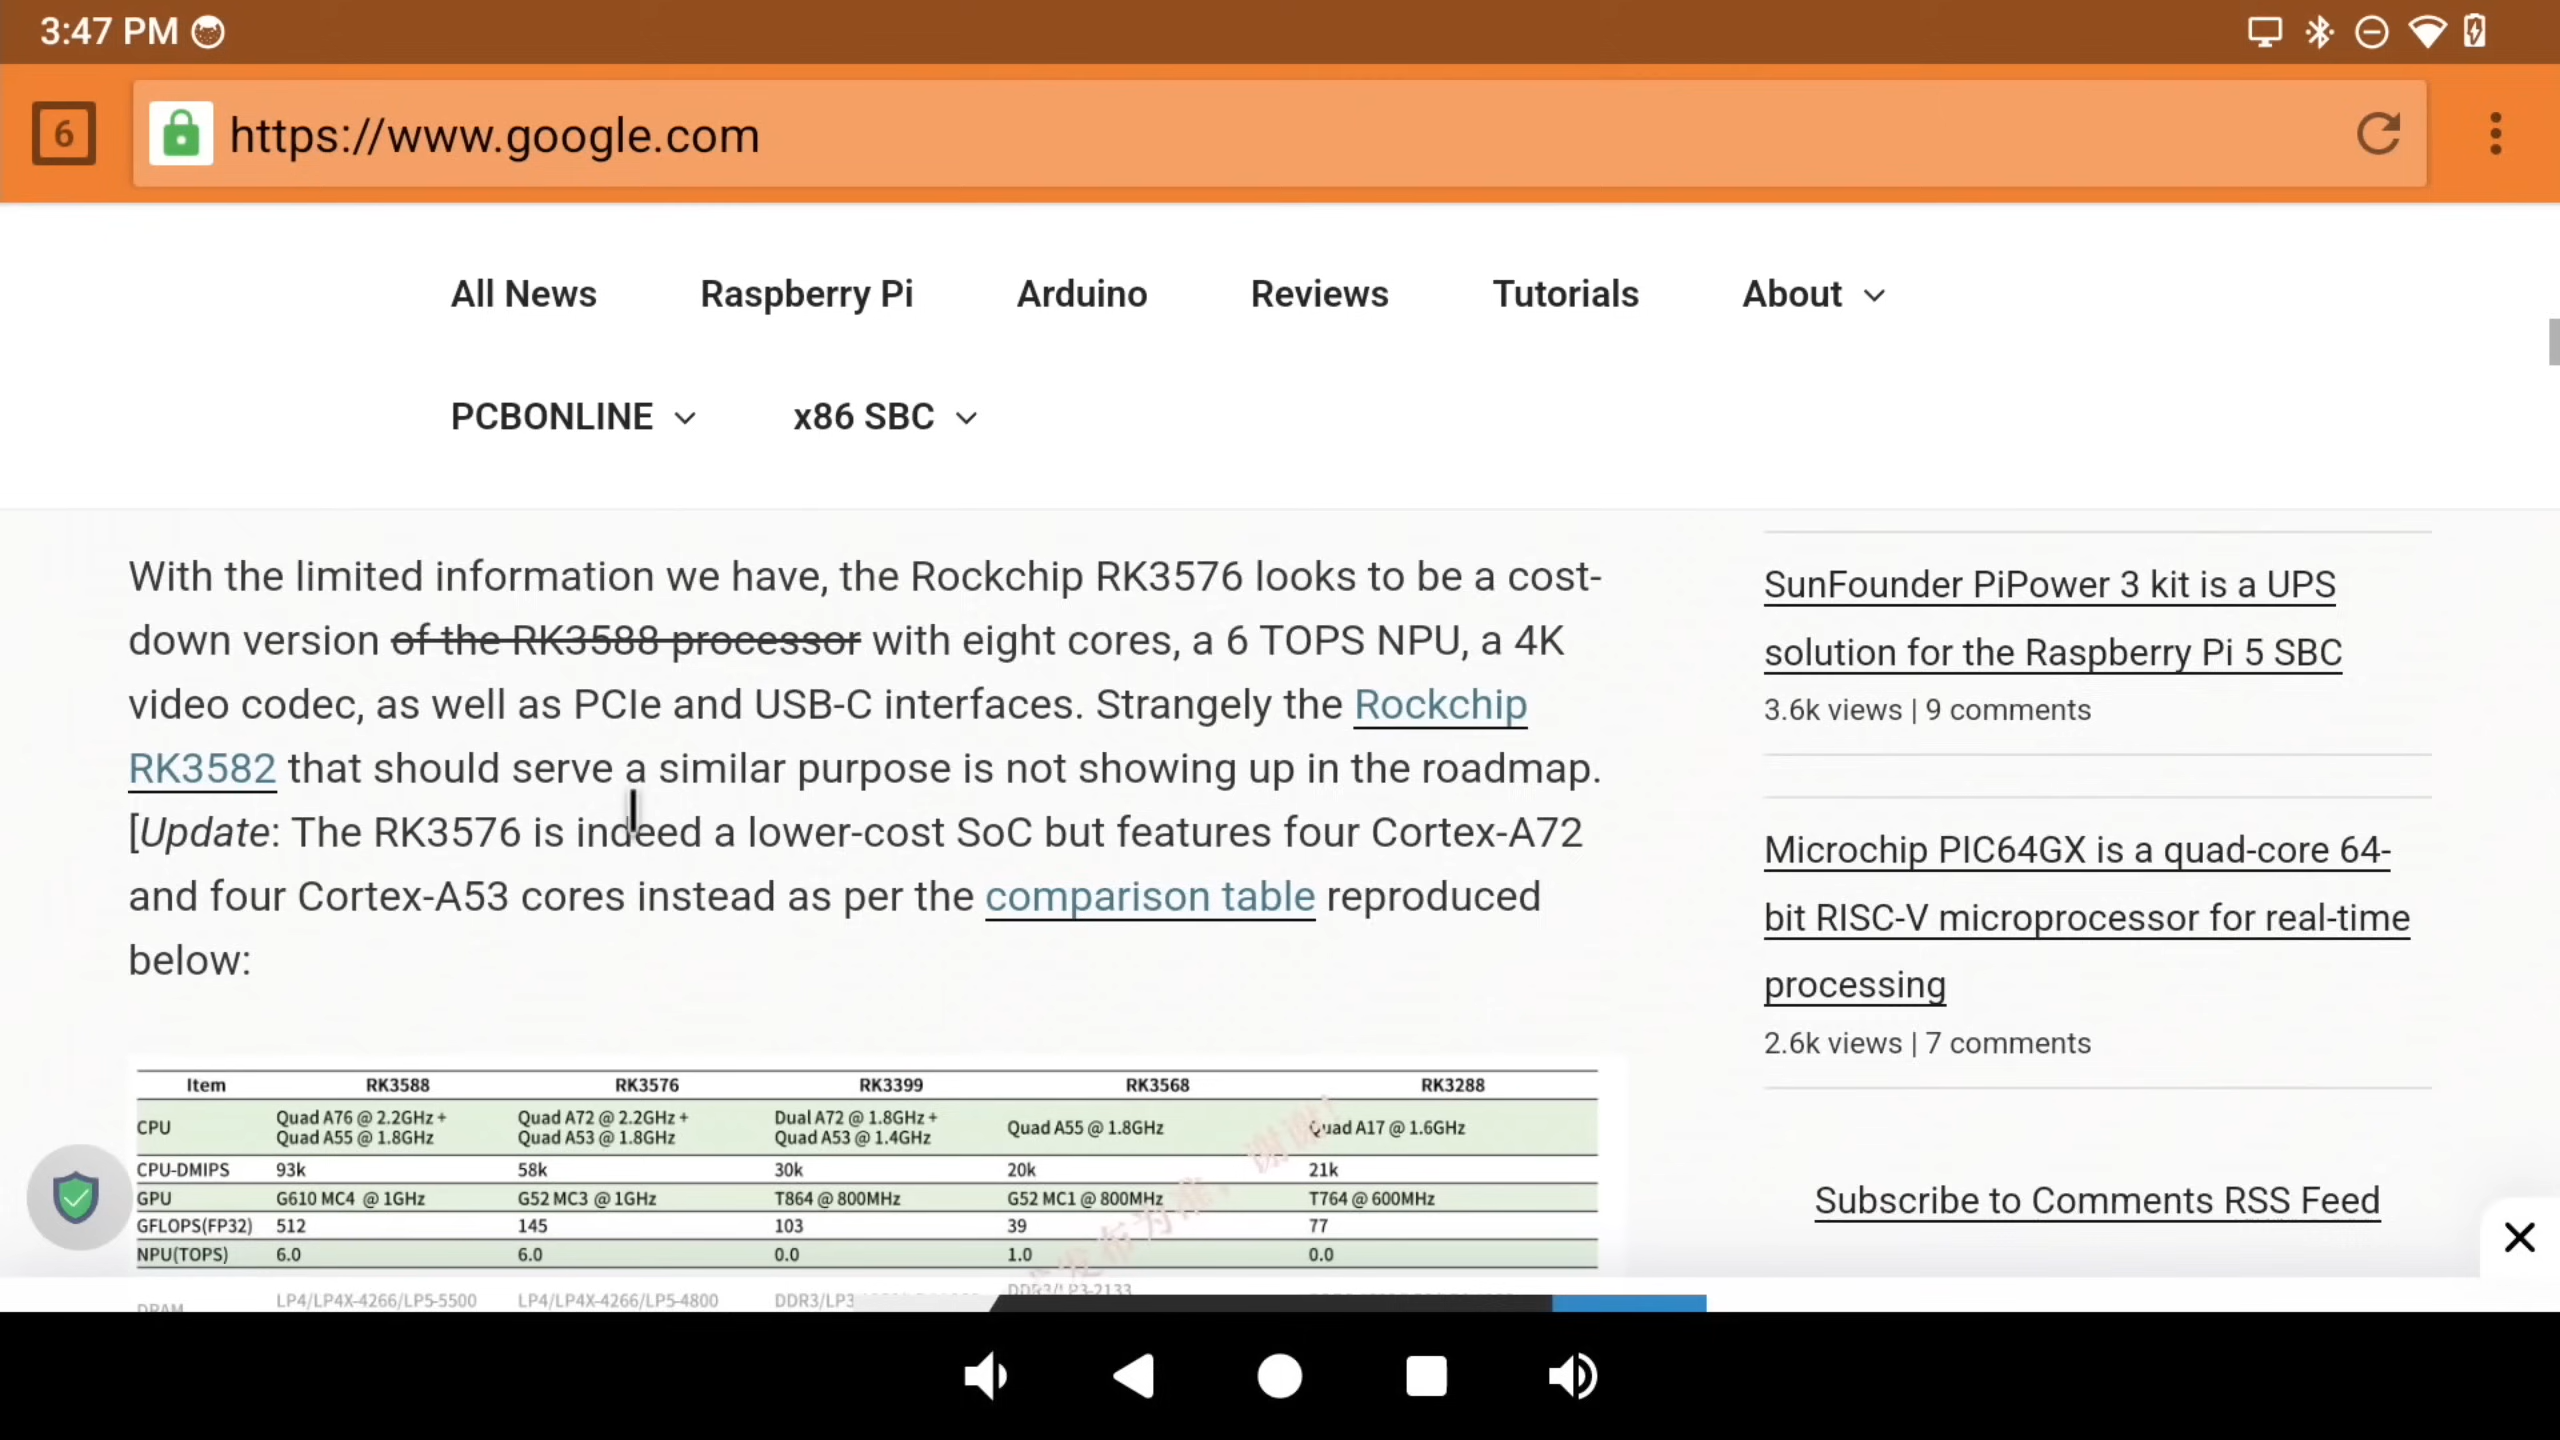 3:47 PM
6
https://www.google.com
All News Raspberry Pi Arduino Reviews Tutorials About
PCBONLINE x86 SBC
With the limited information we have, the Rockchip RK3576 looks to be a cost-
down version of the RK3588 processor with eight cores, a 6 TOPS NPU, a 4K
video codec, as well as PCIe and USB-C interfaces. Strangely the Rockchip
RK3582 that should serve a similar purpose is not showing up in the roadmap.
[Update: The RK3576 is indeed a lower-cost SoC but features four Cortex-A72
and four Cortex-A53 cores instead as per the comparison table reproduced
below:
Item RK3588 RK3576 RK3399 RK3568 RK3288
CPU Quad A76 @ 2.2GHz + Quad A72 @ 2.2GHz + Dual A72 @ 1.8GHz + Quad A55 @ 1.8GHz Quad A17 @ 1.6GHz
Quad A55 @ 1.8GHz Quad A53 @ 1.8GHz Quad A53 @ 1.4GHz
CPU-DMIPS 93k 58k 30k 20k 21k
GPU G610 MC4 @ 1GHz G52 MC3 @ 1GHz T864 @ 800MHz G52 MC1 @ 800MHz T764 @ 600MHz
GFLOPS(FP32) 512 145 103 39 77
NPU(TOPS) 6.0 6.0 0.0 1.0 0.0
DRAM LP4/LP4X-4266/LP5-5500 LP4/LP4X-4266/LP5-4800 DDR3/LP3 DDR3/LP3-2133
SunFounder PiPower 3 kit is a UPS
solution for the Raspberry Pi 5 SBC
3.6k views | 9 comments
Microchip PIC64GX is a quad-core 64-
bit RISC-V microprocessor for real-time
processing
2.6k views | 7 comments
Subscribe to Comments RSS Feed